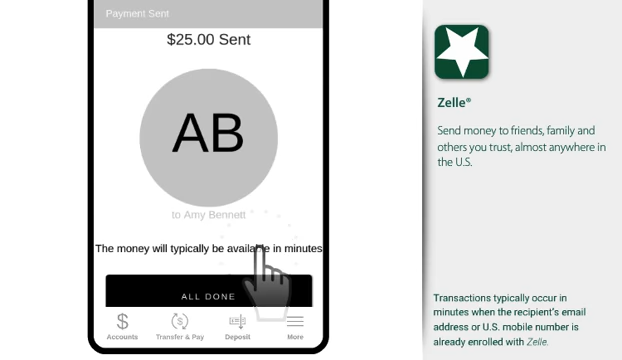 Payment Sent
$25.00 Sent
AB
to Amy Bennett
The money will typically be available in minutes
ALL DONE
$
Accounts
$
Transfer & Pay
Deposit
More
Zelle®
Send money to friends, family and
others you trust, almost anywhere in
the U.S.
Transactions typically occur in
minutes when the recipient's email
address or U.S. mobile number is
already enrolled with Zelle.